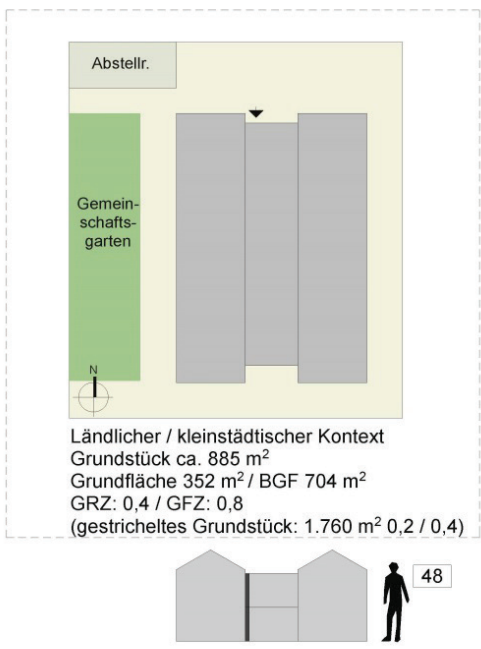 Abstellr.
Gemein-
schafts-
garten
N
Ländlicher / kleinstädtischer Kontext
Grundstück ca. 885 m²
Grundfläche 352 m² / BGF 704 m²
GRZ: 0,4 / GFZ: 0,8
(gestricheltes Grundstück: 1.760 m² 0,2 / 0,4)
48